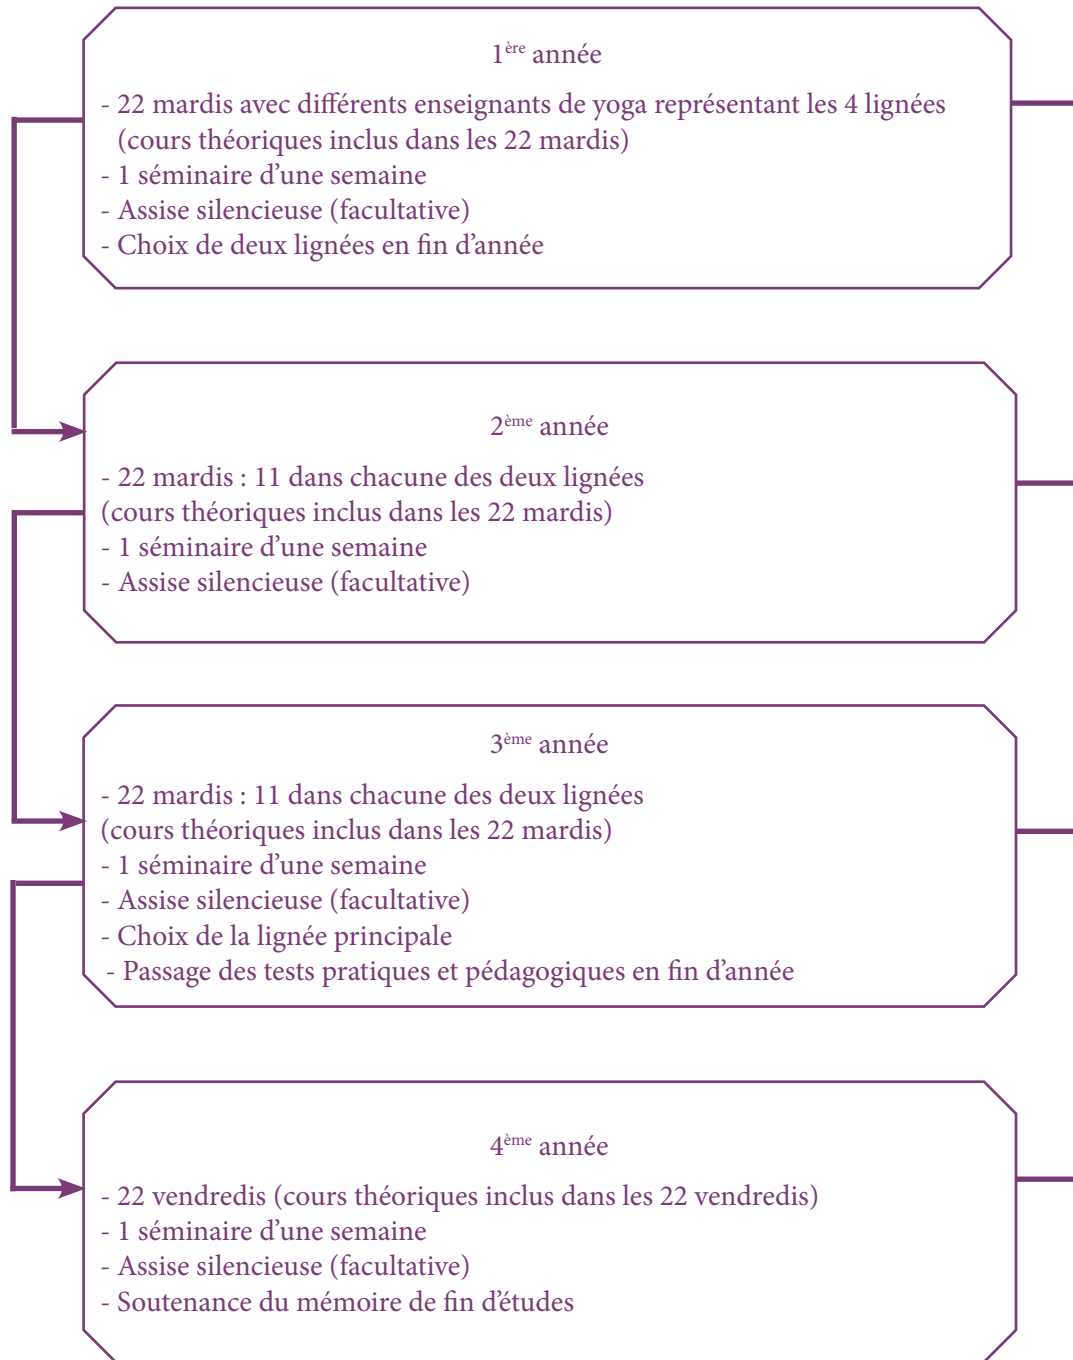 1ère année
- 22 mardis avec différents enseignants de yoga représentant les 4 lignées
(cours théoriques inclus dans les 22 mardis)
- 1 séminaire d’une semaine
- Assise silencieuse (facultative)
- Choix de deux lignées en fin d’année
2ème année
- 22 mardis : 11 dans chacune des deux lignées
(cours théoriques inclus dans les 22 mardis)
- 1 séminaire d’une semaine
- Assise silencieuse (facultative)
3ème année
- 22 mardis : 11 dans chacune des deux lignées
(cours théoriques inclus dans les 22 mardis)
- 1 séminaire d’une semaine
- Assise silencieuse (facultative)
- Choix de la lignée principale
- Passage des tests pratiques et pédagogiques en fin d’année
4ème année
- 22 vendredis (cours théoriques inclus dans les 22 vendredis)
- 1 séminaire d’une semaine
- Assise silencieuse (facultative)
- Soutenance du mémoire de fin d’études